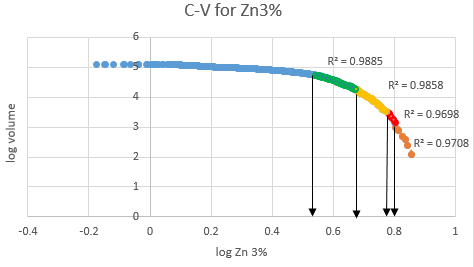 C-V for Zn3%
6
5
4
3
2
1
0
log volume
R² = 0.9885
R² = 0.9858
R² = 0.9698
R² = 0.9708
-0.4 -0.2 0 0.2 0.4 0.6 0.8 1
log Zn 3%